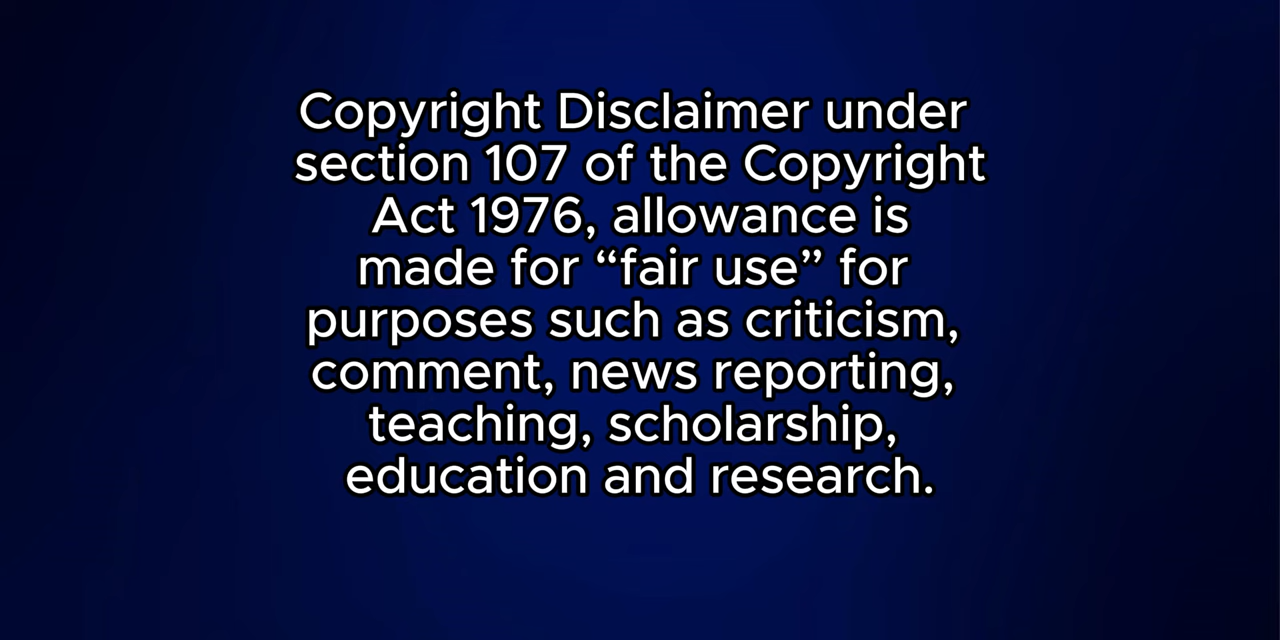 Copyright Disclaimer under
section 107 of the Copyright
Act 1976, allowance is
made for “fair use” for
purposes such as criticism,
comment, news reporting,
teaching, scholarship,
education and research.